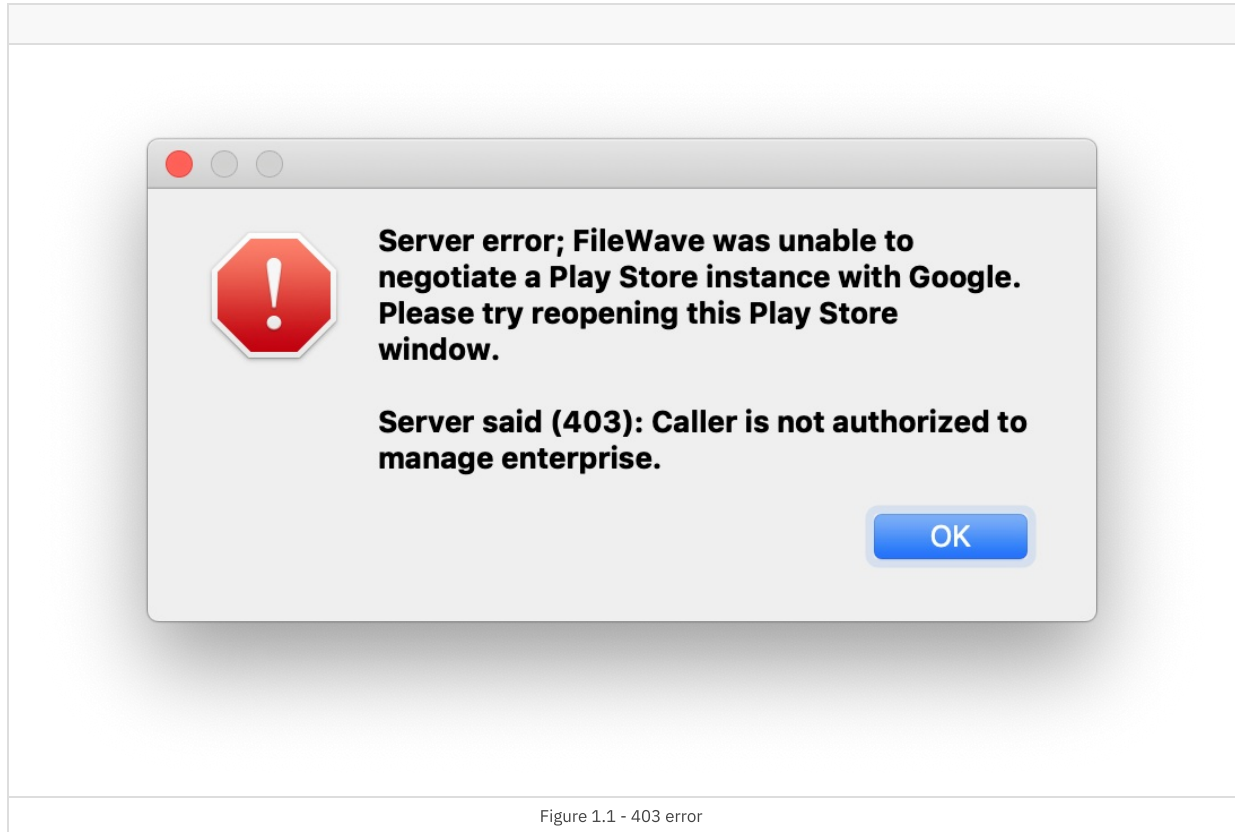 Server error; FileWave was unable to
negotiate a Play Store instance with Google.
Please try reopening this Play Store
window.
Server said (403): Caller is not authorized to
manage enterprise.
OK
Figure 1.1 - 403 error